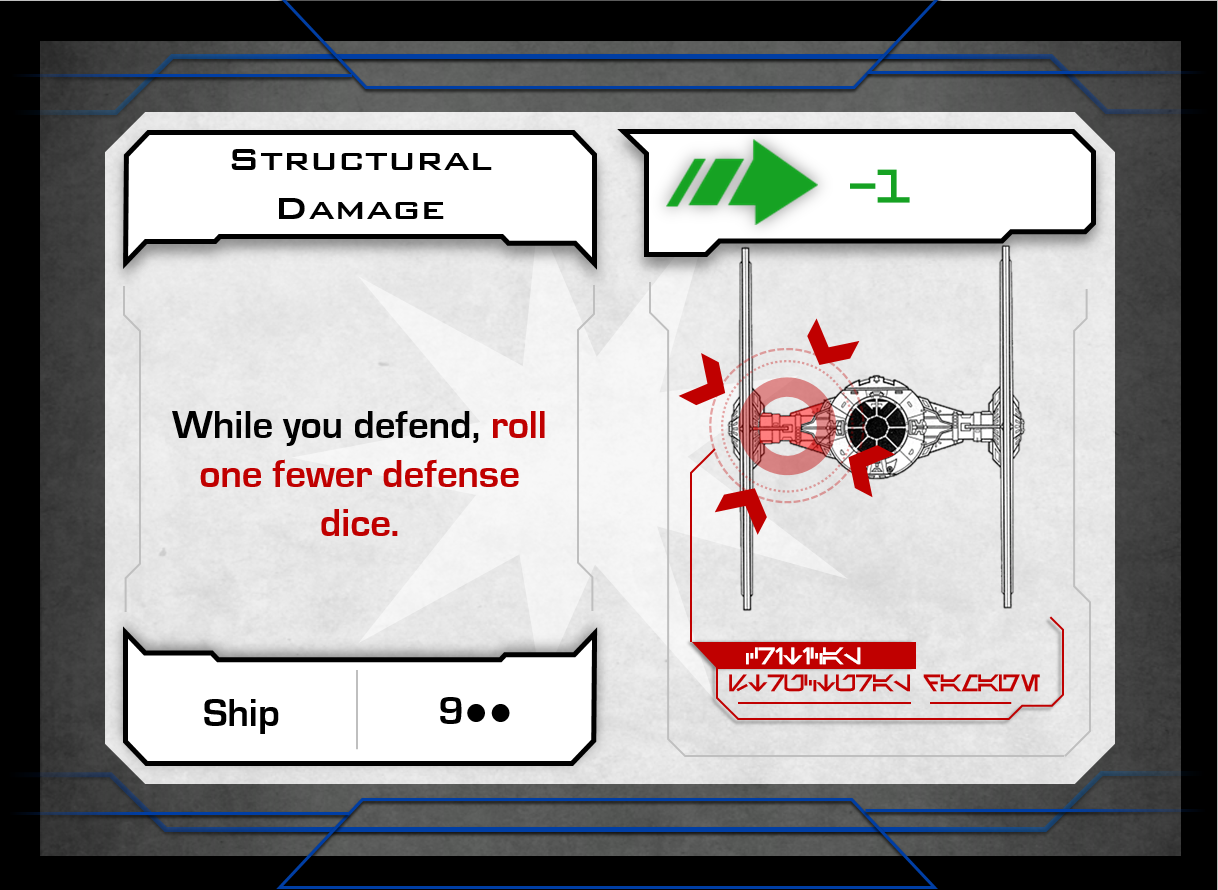 Structural
Damage
-1
While you defend, roll
one fewer defense
dice.
Ship
9●●